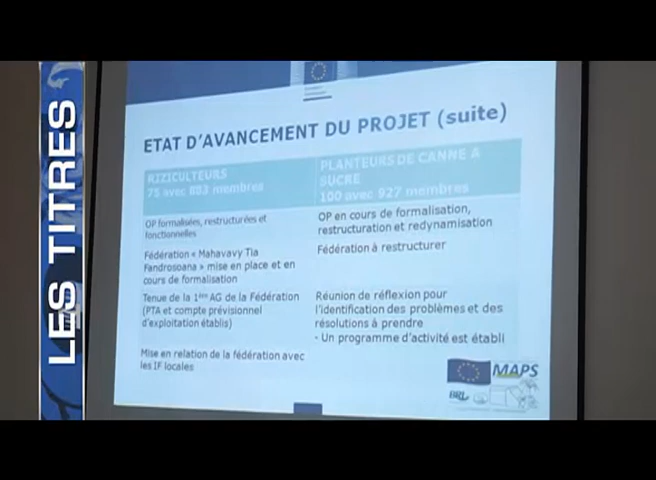 LES TITRES
ETAT D'AVANCEMENT DU PROJET (suite)
RIZICULTEURS
75 avec 803 membres
PLANTEURS DE CANNE A
SUCRE
100 avec 927 membres
OP formalisées, restructurées et
fonctionnelles
OP en cours de formalisation,
restructuration et redynamisation
Fédération « Mahavavy Tia
Fandrosoana » mise en place et en
cours de formalisation
Fédération à restructurer
Tenue de la 1ère AG de la Fédération
(PTA et compte prévisionnel
d'exploitation établis)
Réunion de réflexion pour
l'identification des problèmes et des
résolutions à prendre
- Un programme d'activité est établi
Mise en relation de la fédération avec
les IF locales
MAPS
BRL